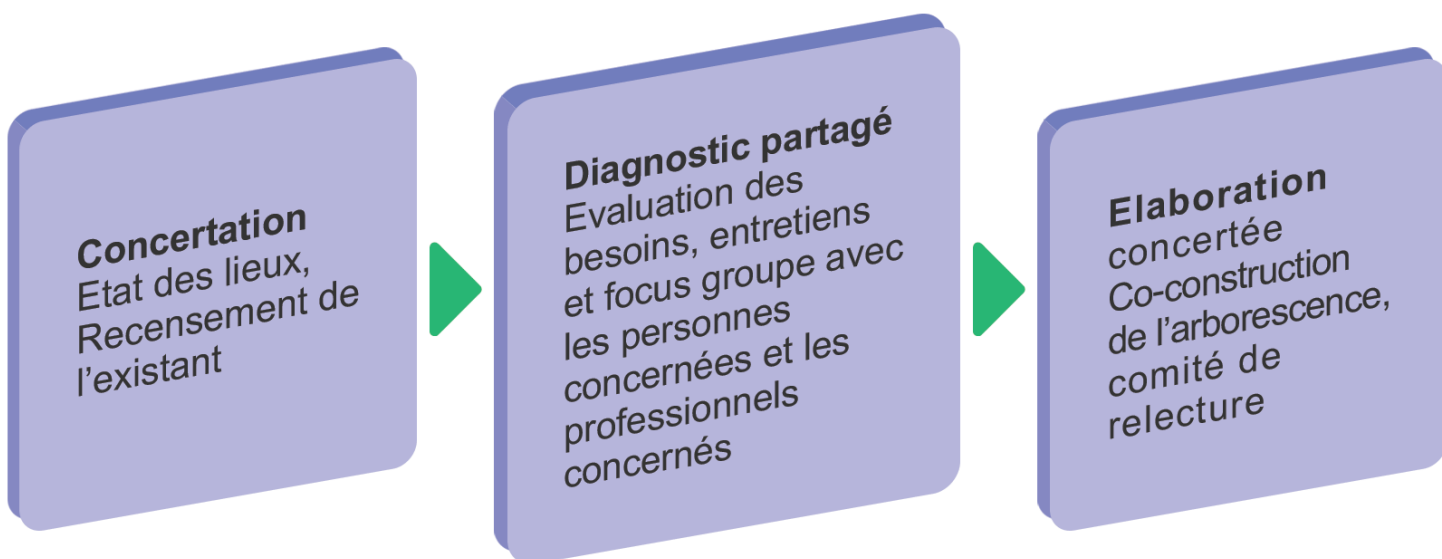 Concertation
Etat des lieux,
Recensement de
l’existant
Diagnostic partagé
Evaluation des
besoins, entretiens
et focus groupe avec
les personnes
concernées et les
professionnels
concernés
Elaboration
concertée
Co-construction
de l’arborescence,
comité de
relecture